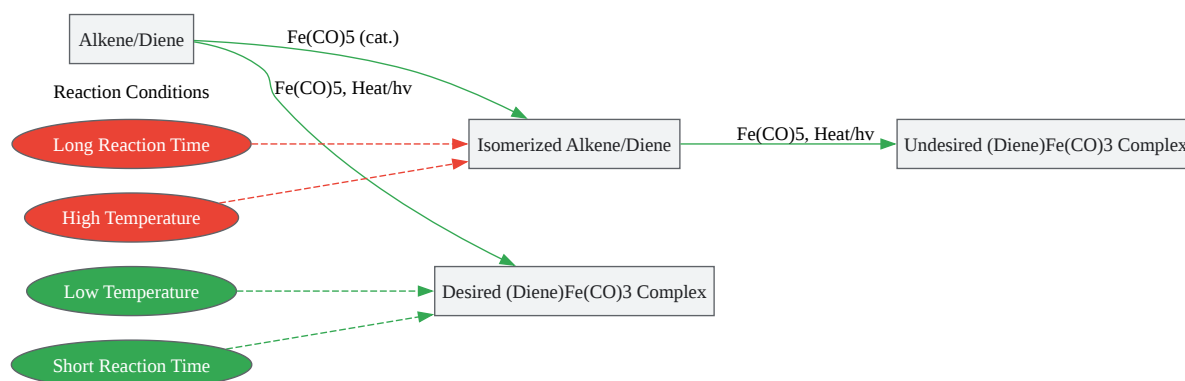 Alkene/Diene
Fe(CO)5 (cat.)
Fe(CO)5, Heat/hv
Reaction Conditions
Long Reaction Time
Isomerized Alkene/Diene
Fe(CO)5, Heat/hv
Undesired (Diene)Fe(CO)3 Complex
High Temperature
Low Temperature
Desired (Diene)Fe(CO)3 Complex
Short Reaction Time